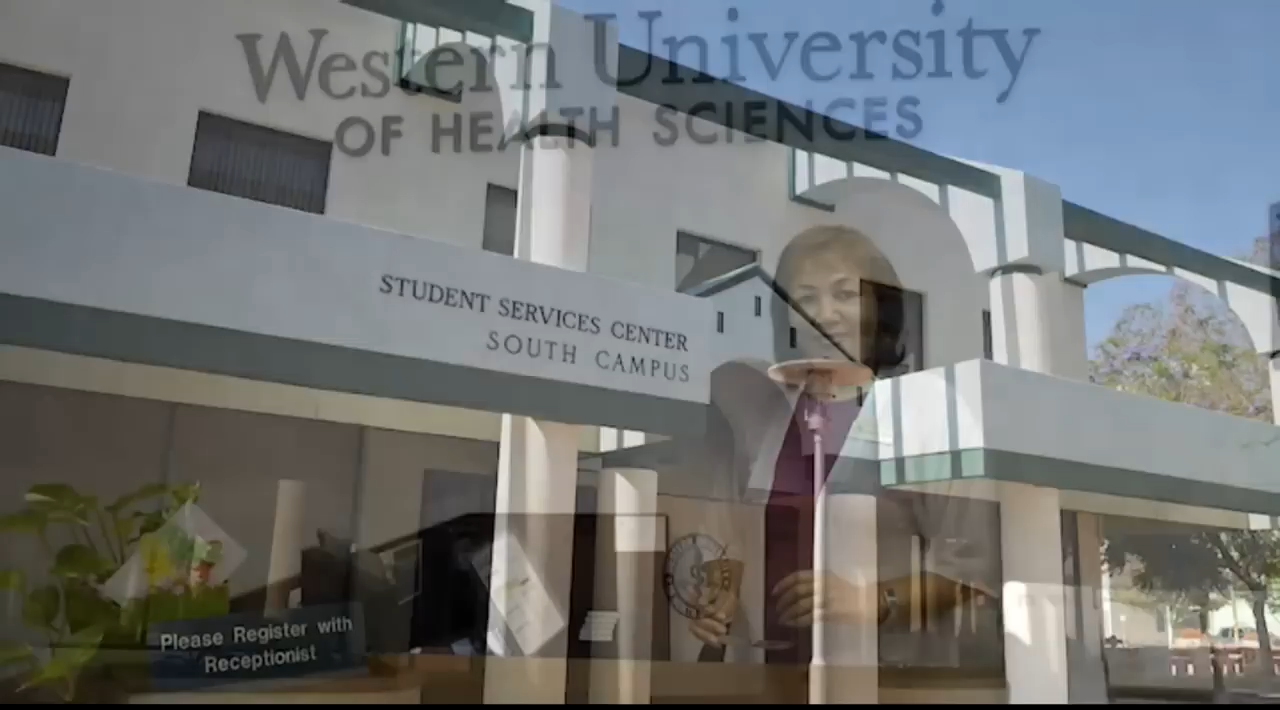 Western University
OF HEALTH SCIENCES
STUDENT SERVICES CENTER
SOUTH CAMPUS
Please Register with
Receptionist